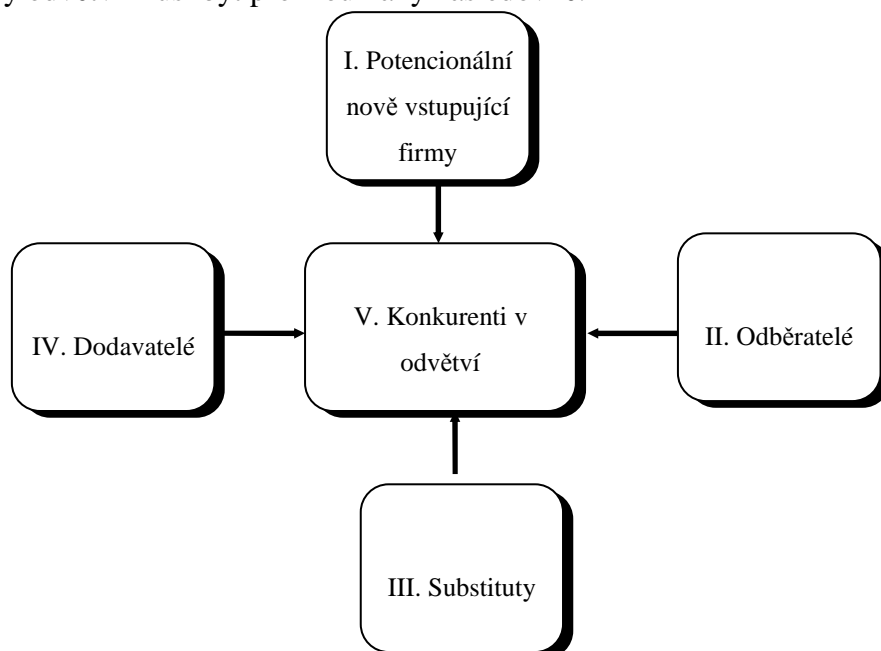 I. Potencionální
nově vstupující
firmy
IV. Dodavatelé
V. Konkurenti v
odvětví
II. Odběratelé
III. Substituty